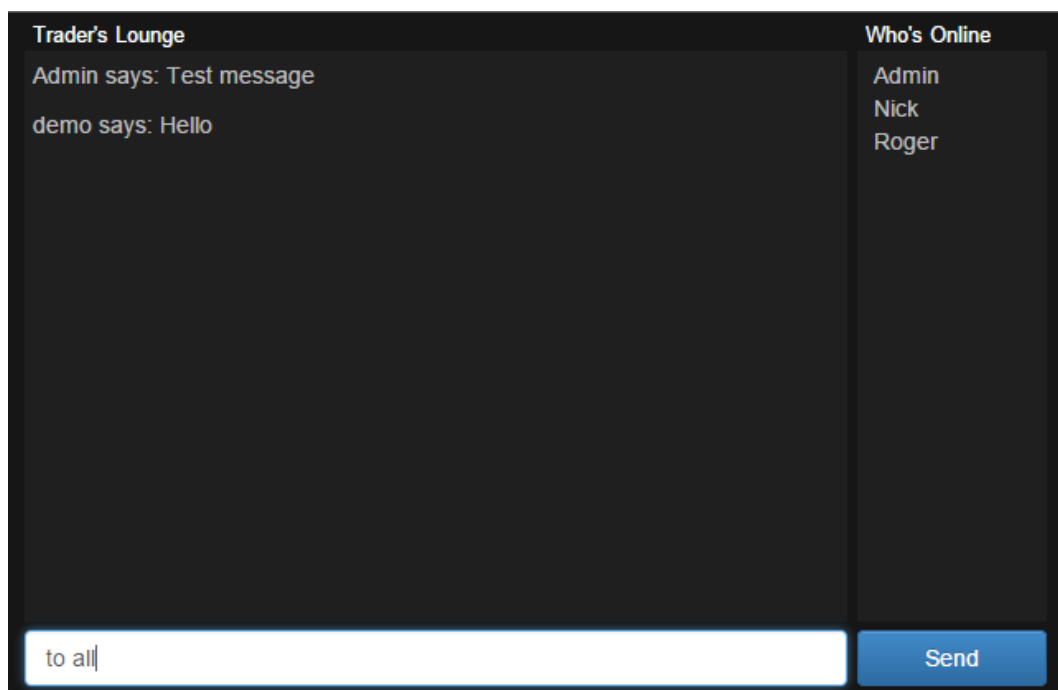 Trader's Lounge
Admin says: Test message
demo says: Hello
Who's Online
Admin
Nick
Roger
to all
Send